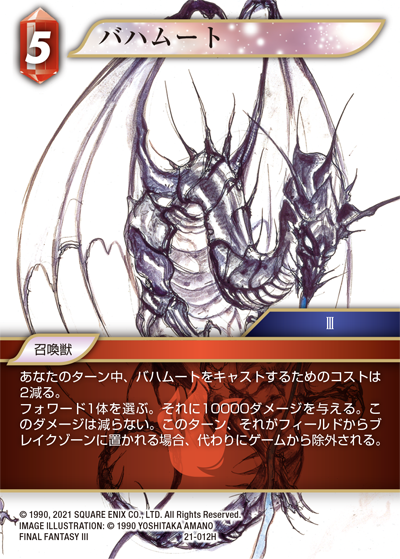 5
バハムート
III
召喚獣
あなたのターン中、バハムートをキャストするためのコストは
2減る。
フォワード1体を選ぶ。それに10000ダメージを与える。こ
のダメージは減らない。このターン、それがフィールドから
ブレイクゾーンに置かれる場合、代わりにゲームから除外される。
© 1990, 2021 SQUARE ENIX CO., LTD. All Rights Reserved.
IMAGE ILLUSTRATION: © 1990 YOSHITAKA AMANO
FINAL FANTASY III
21-012H